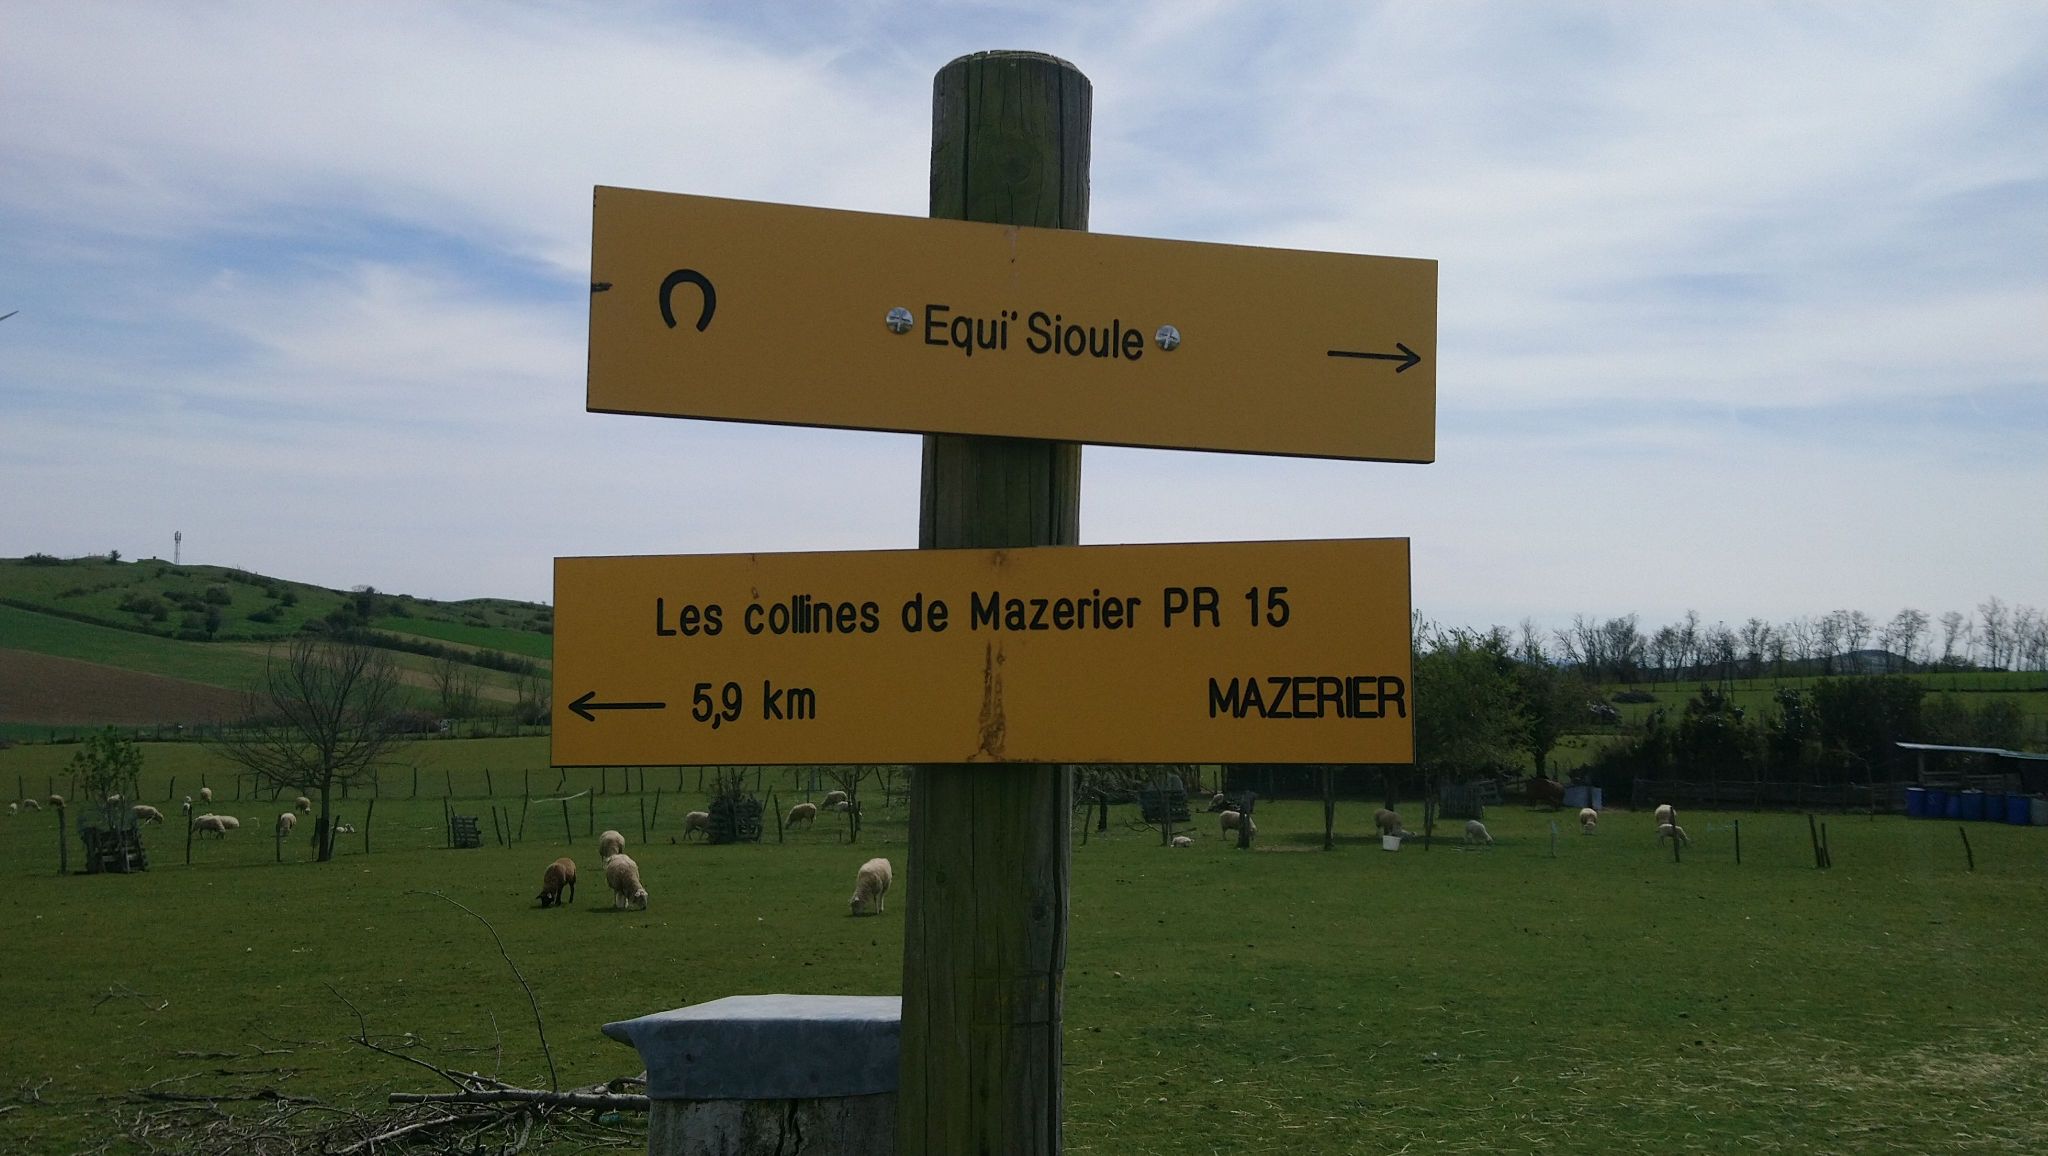 Equi'Sioule
Les collines de Mazerier PR 15
5,9 km MAZERIER